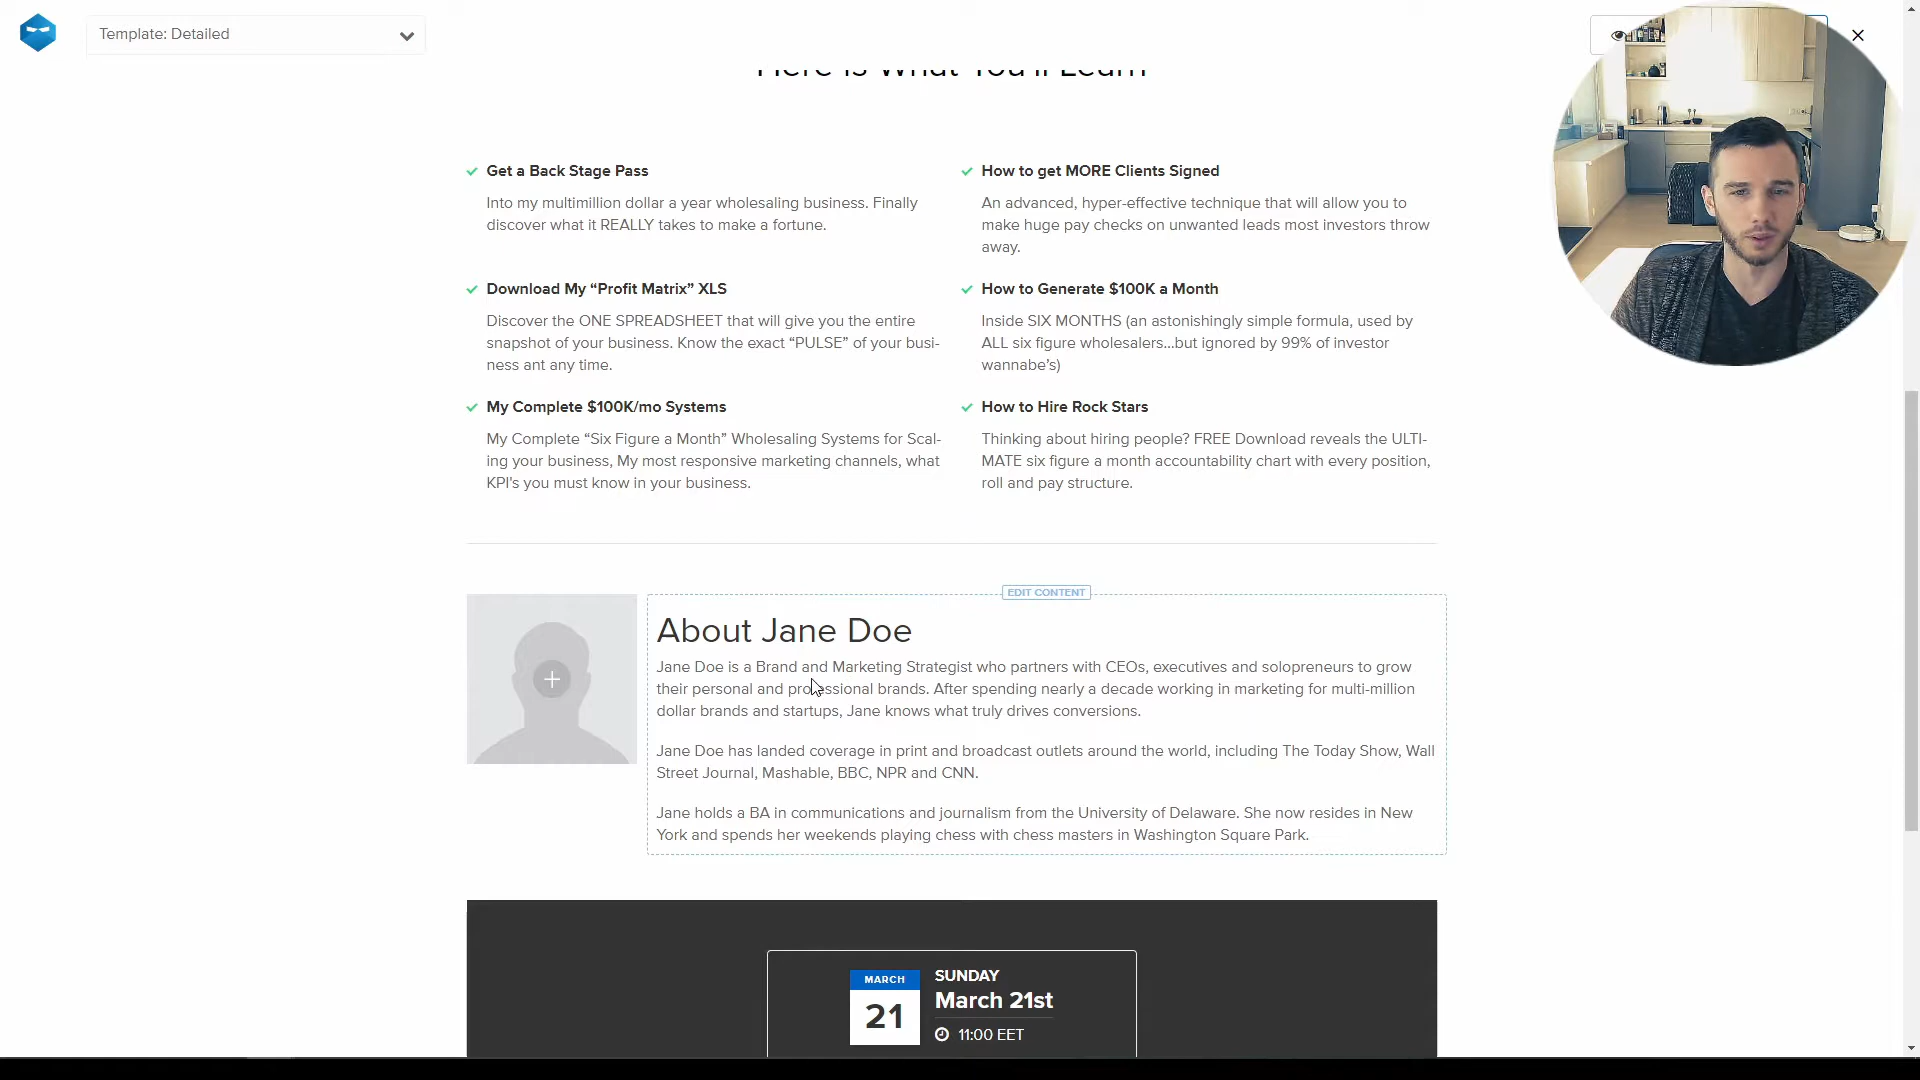 Template: Detailed
Here is What You'll Learn
Get a Back Stage Pass
Into my multimillion dollar a year wholesaling business. Finally
discover what it REALLY takes to make a fortune.
How to get MORE Clients Signed
An advanced, hyper-effective technique that will allow you to
make huge pay checks on unwanted leads most investors throw
away.
Download My “Profit Matrix” XLS
Discover the ONE SPREADSHEET that will give you the entire
snapshot of your business. Know the exact “PULSE” of your busi-
ness ant any time.
How to Generate $100K a Month
Inside SIX MONTHS (an astonishingly simple formula, used by
ALL six figure wholesalers...but ignored by 99% of investor
wannabe's)
My Complete $100K/mo Systems
My Complete “Six Figure a Month” Wholesaling Systems for Scal-
ing your business, My most responsive marketing channels, what
KPI's you must know in your business.
How to Hire Rock Stars
Thinking about hiring people? FREE Download reveals the ULTI-
MATE six figure a month accountability chart with every position,
roll and pay structure.
EDIT CONTENT
About Jane Doe
Jane Doe is a Brand and Marketing Strategist who partners with CEOs, executives and solopreneurs to grow
their personal and professional brands. After spending nearly a decade working in marketing for multi-million
dollar brands and startups, Jane knows what truly drives conversions.
Jane Doe has landed coverage in print and broadcast outlets around the world, including The Today Show, Wall
Street Journal, Mashable, BBC, NPR and CNN.
Jane holds a BA in communications and journalism from the University of Delaware. She now resides in New
York and spends her weekends playing chess with chess masters in Washington Square Park.
MARCH
21
SUNDAY
March 21st
11:00 EET